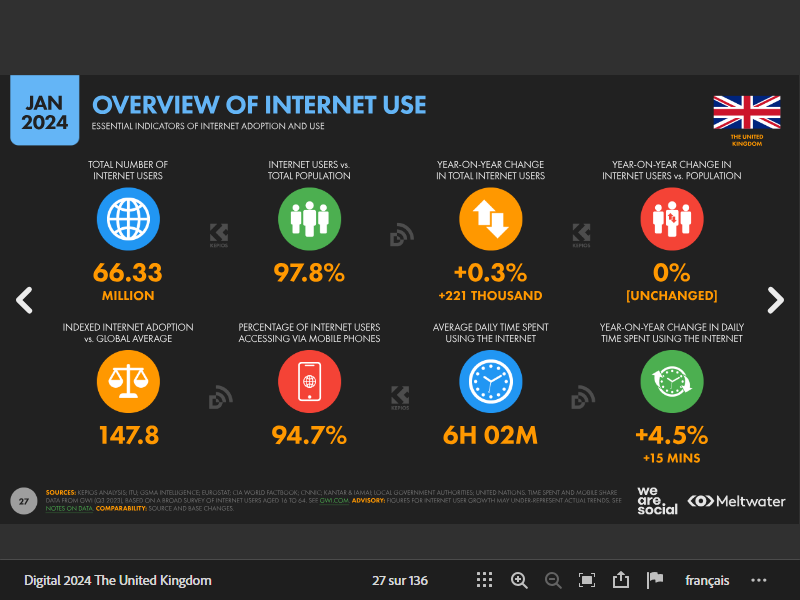 JAN
2024
OVERVIEW OF INTERNET USE
ESSENTIAL INDICATORS OF INTERNET ADOPTION AND USE
THE UNITED
KINGDOM
TOTAL NUMBER OF
INTERNET USERS
66.33
MILLION
INTERNET USERS vs.
TOTAL POPULATION
97.8%
YEAR-ON-YEAR CHANGE
IN TOTAL INTERNET USERS
+0.3%
+221 THOUSAND
YEAR-ON-YEAR CHANGE IN
INTERNET USERS vs. POPULATION
0%
[UNCHANGED]
KEPIOS
KEPIOS
INDEXED INTERNET ADOPTION
vs. GLOBAL AVERAGE
147.8
PERCENTAGE OF INTERNET USERS
ACCESSING VIA MOBILE PHONES
94.7%
AVERAGE DAILY TIME SPENT
USING THE INTERNET
6H 02M
YEAR-ON-YEAR CHANGE IN DAILY
TIME SPENT USING THE INTERNET
+4.5%
+15 MINS
KEPIOS
27
SOURCES: KEPIOS ANALYSIS; ITU; GSMA INTELLIGENCE; EUROSTAT; CIA WORLD FACTBOOK; CNNIC; KANTAR & IAMAI; LOCAL GOVERNMENT AUTHORITIES; UNITED NATIONS. TIME SPENT AND MOBILE SHARE
DATA FROM GWI (Q3 2023), BASED ON A BROAD SURVEY OF INTERNET USERS AGED 16 TO 64. SEE GWI.COM. ADVISORY: FIGURES FOR INTERNET USER GROWTH MAY UNDER-REPRESENT ACTUAL TRENDS. SEE
NOTES ON DATA. COMPARABILITY: SOURCE AND BASE CHANGES.
we
are.
social
Meltwater
Digital 2024 The United Kingdom
27 sur 136
français